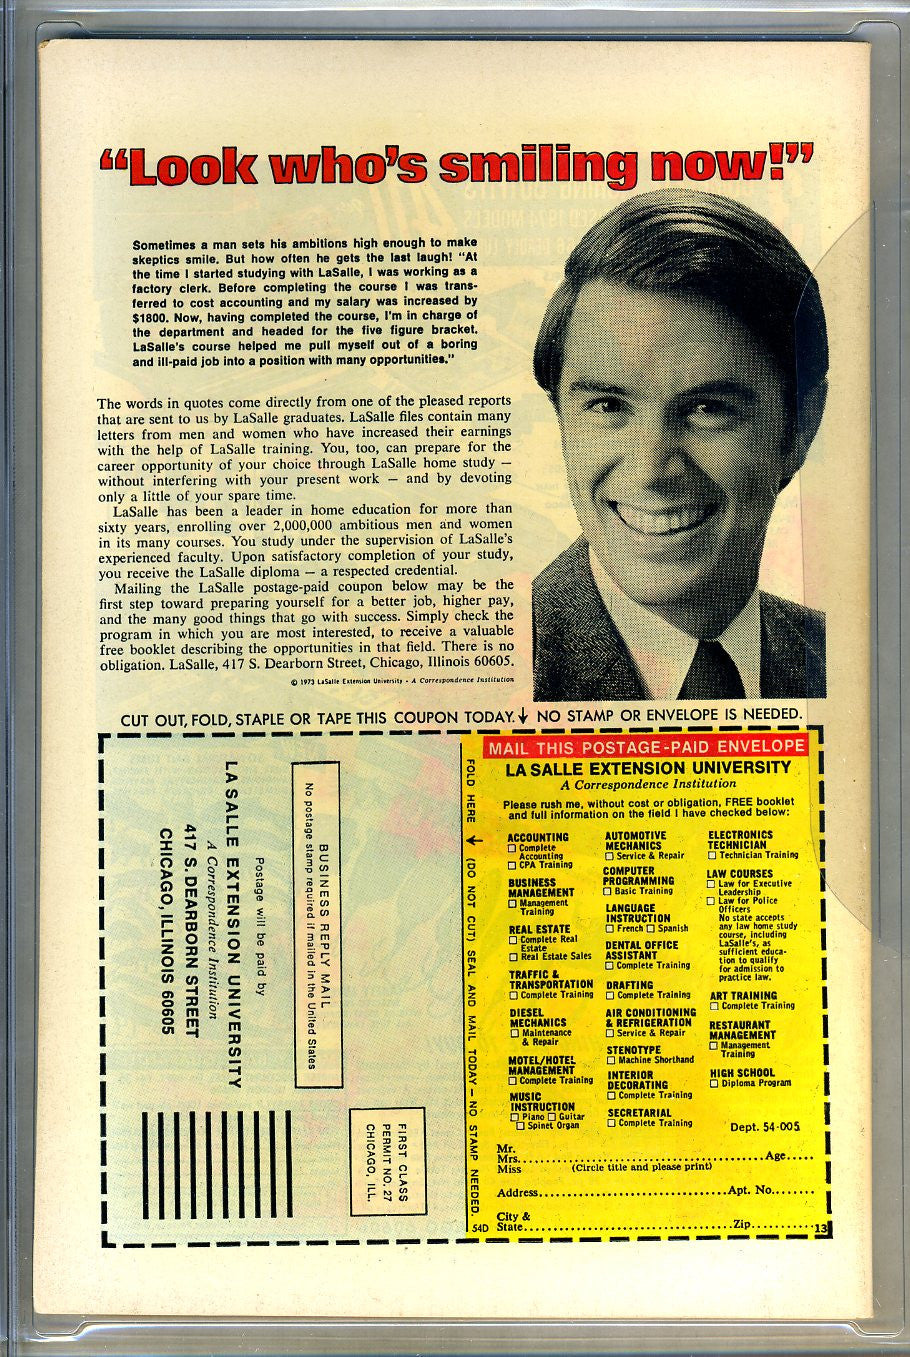 “Look who's smiling now!”
Sometimes a man sets his ambitions high enough to make
skeptics smile. But how often he gets the last laugh! “At
the time I started studying with LaSalle, I was working as a
factory clerk. Before completing the course I was trans-
ferred to cost accounting and my salary was increased by
$1800. Now, having completed the course, I'm in charge of
the department and headed for the five figure bracket.
LaSalle's course helped me pull myself out of a boring
and ill-paid job into a position with many opportunities.”
The words in quotes come directly from one of the pleased reports
that are sent to us by LaSalle graduates. LaSalle files contain many
letters from men and women who have increased their earnings
with the help of LaSalle training. You, too, can prepare for the
career opportunity of your choice through LaSalle home study —
without interfering with your present work — and by devoting
only a little of your spare time.
LaSalle has been a leader in home education for more than
sixty years, enrolling over 2,000,000 ambitious men and women
in its many courses. You study under the supervision of LaSalle's
experienced faculty. Upon satisfactory completion of your study,
you receive the LaSalle diploma — a respected credential.
Mailing the LaSalle postage-paid coupon below may be the
first step toward preparing yourself for a better job, higher pay,
and the many good things that go with success. Simply check the
program in which you are most interested, to receive a valuable
free booklet describing the opportunities in that field. There is no
obligation. LaSalle, 417 S. Dearborn Street, Chicago, Illinois 60605.
© 1973 LaSalle Extension University • A Correspondence Institution
CUT OUT, FOLD, STAPLE OR TAPE THIS COUPON TODAY. ↓ NO STAMP OR ENVELOPE IS NEEDED.
FIRST CLASS
PERMIT NO. 27
CHICAGO, ILL.
BUSINESS REPLY MAIL
No postage stamp required if mailed in the United States
Postage will be paid by
LA SALLE EXTENSION UNIVERSITY
A Correspondence Institution
417 S. DEARBORN STREET
CHICAGO, ILLINOIS 60605
FOLD HERE ↓ (DO NOT CUT) SEAL AND MAIL TODAY — NO STAMP NEEDED.
MAIL THIS POSTAGE-PAID ENVELOPE
LA SALLE EXTENSION UNIVERSITY
A Correspondence Institution
Please rush me, without cost or obligation, FREE booklet
and full information on the field I have checked below:
ACCOUNTING
☐ Complete
Accounting
☐ CPA Training
BUSINESS
MANAGEMENT
☐ Management
Training
REAL ESTATE
☐ Complete Real
Estate
☐ Real Estate Sales
TRAFFIC &
TRANSPORTATION
☐ Complete Training
DIESEL
MECHANICS
☐ Maintenance
& Repair
MOTEL/HOTEL
MANAGEMENT
☐ Complete Training
MUSIC
INSTRUCTION
☐ Piano ☐ Guitar
☐ Spinet Organ
AUTOMOTIVE
MECHANICS
☐ Service & Repair
COMPUTER
PROGRAMMING
☐ Basic Training
LANGUAGE
INSTRUCTION
☐ French ☐ Spanish
DENTAL OFFICE
ASSISTANT
☐ Complete Training
DRAFTING
☐ Complete Training
AIR CONDITIONING
& REFRIGERATION
☐ Service & Repair
STENOTYPE
☐ Machine Shorthand
INTERIOR
DECORATING
☐ Complete Training
SECRETARIAL
☐ Complete Training
ELECTRONICS
TECHNICIAN
☐ Technician Training
LAW COURSES
☐ Law for Executive
Leadership
☐ Law for Police
Officers
No state accepts
any law home study
course, including
LaSalle's, as
sufficient educa-
tion to qualify
for admission to
practice law.
ART TRAINING
☐ Complete Training
RESTAURANT
MANAGEMENT
☐ Management
Training
HIGH SCHOOL
☐ Diploma Program
Dept. 54-005
Mr.
Mrs. Age
Miss (Circle title and please print)
Address Apt. No.
City &
State Zip
54D
13